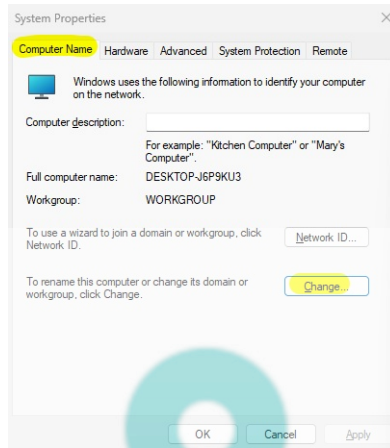 System Properties
Computer Name Hardware Advanced System Protection Remote
Windows uses the following information to identify your computer
on the network.
Computer description:
For example: "Kitchen Computer" or "Mary's
Computer".
Full computer name: DESKTOP-J6P9KU3
Workgroup: WORKGROUP
To use a wizard to join a domain or workgroup, click
Network ID.
Network ID...
To rename this computer or change its domain or
workgroup, click Change.
Change...
OK Cancel Apply